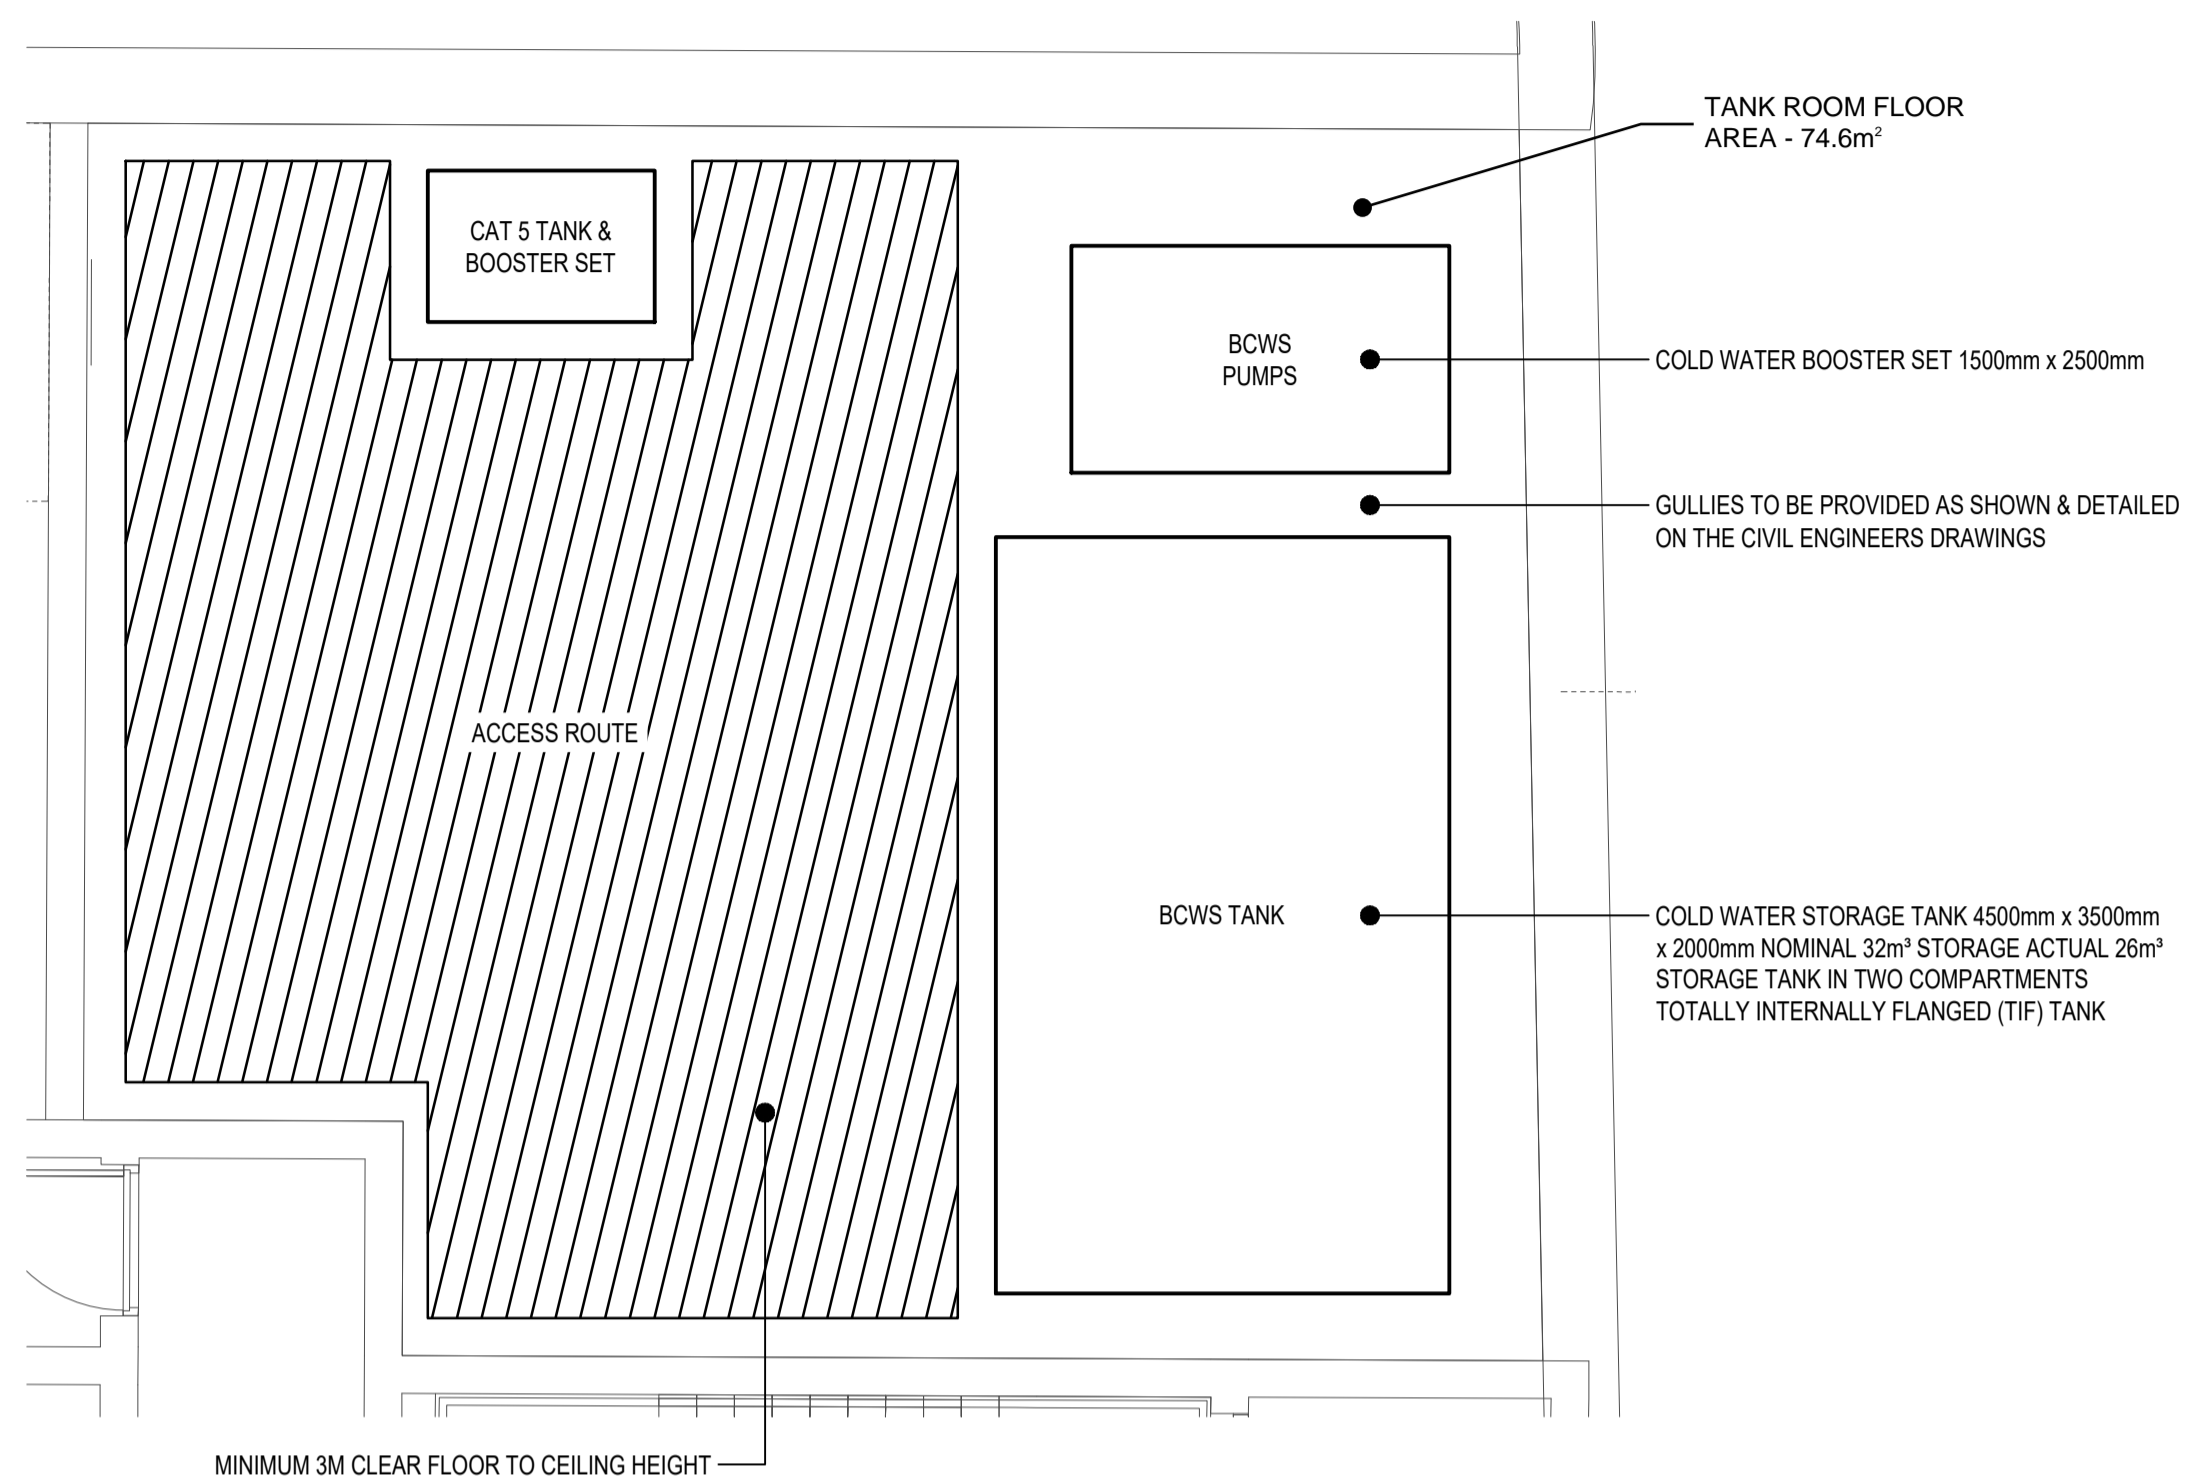 TANK ROOM FLOOR
AREA - 74.6m²
CAT 5 TANK &
BOOSTER SET
BCWS
PUMPS
COLD WATER BOOSTER SET 1500mm x 2500mm
GULLIES TO BE PROVIDED AS SHOWN & DETAILED
ON THE CIVIL ENGINEERS DRAWINGS
ACCESS ROUTE
BCWS TANK
COLD WATER STORAGE TANK 4500mm x 3500mm
x 2000mm NOMINAL 32m³ STORAGE ACTUAL 26m³
STORAGE TANK IN TWO COMPARTMENTS
TOTALLY INTERNALLY FLANGED (TIF) TANK
MINIMUM 3M CLEAR FLOOR TO CEILING HEIGHT